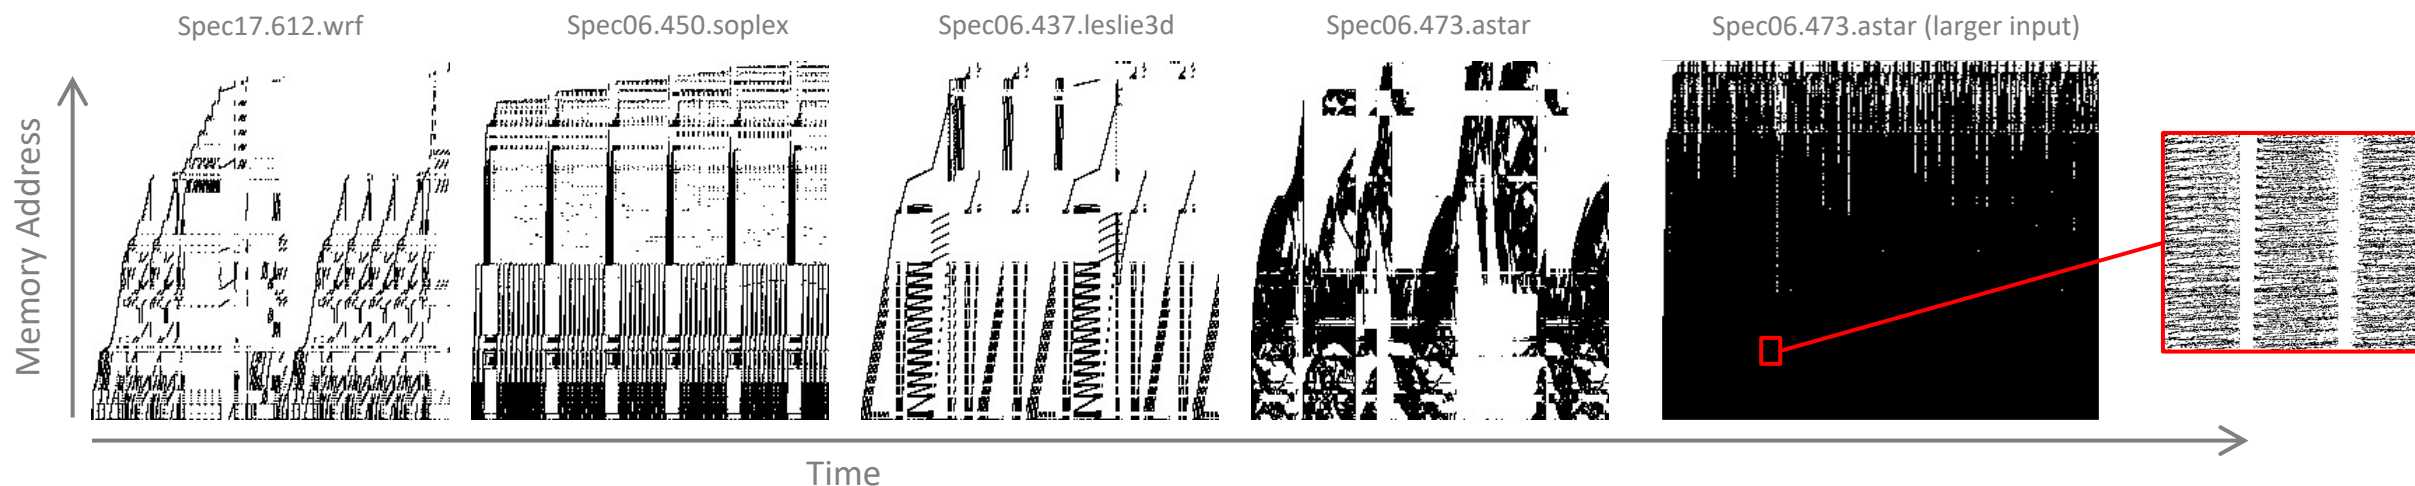 Spec17.612.wrf
Spec06.450.soplex
Spec06.437.leslie3d
Spec06.473.astar
Spec06.473.astar (larger input)
Memory Address
Time